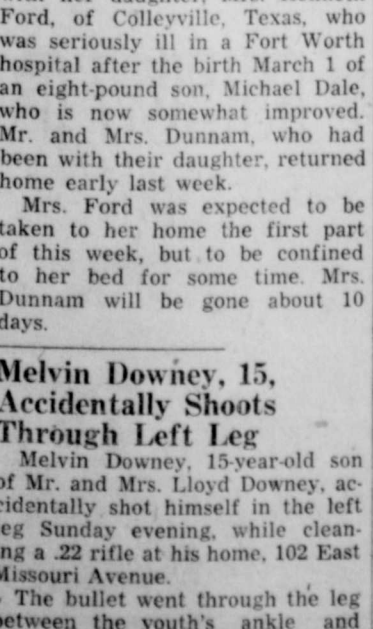 Ford, of Colleyville, Texas, who
was seriously ill in a Fort Worth
hospital after the birth March 1 of
an eight-pound son, Michael Dale,
who is now somewhat improved.
Mr. and Mrs. Dunnam, who had
been with their daughter, returned
home early last week.
Mrs. Ford was expected to be
taken to her home the first part
of this week, but to be confined
to her bed for some time. Mrs.
Dunnam will be gone about 10
days.
Melvin Downey, 15,
Accidentally Shoots
Through Left Leg
Melvin Downey, 15-year-old son
of Mr. and Mrs. Lloyd Downey, ac-
cidentally shot himself in the left
leg Sunday evening, while clean-
ing a .22 rifle at his home, 102 East
Missouri Avenue.
The bullet went through the leg
between the youth's ankle and